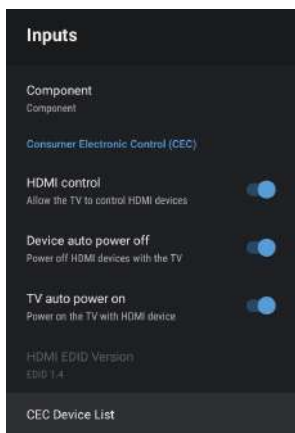 Inputs
Component
Component
Consumer Electronic Control (CEC)
HDMI control
Allow the TV to control HDMI devices
Device auto power off
Power off HDMI devices with the TV
TV auto power on
Power on the TV with HDMI device
HDMI EDID Version
EDID 1.4
CEC Device List